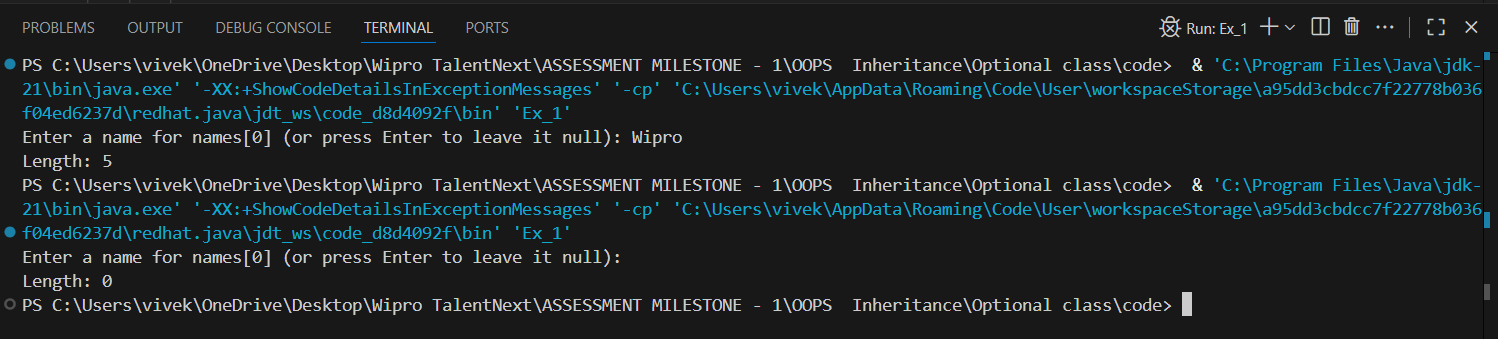 PROBLEMS OUTPUT DEBUG CONSOLE TERMINAL PORTS Run: Ex_1
PS C:\Users\vivek\OneDrive\Desktop\Wipro TalentNext\ASSESSMENT MILESTONE - 1\OOPS  Inheritance\Optional class\code>  & 'C:\Program Files\Java\jdk-
21\bin\java.exe' '-XX:+ShowCodeDetailsInExceptionMessages' '-cp' 'C:\Users\vivek\AppData\Roaming\Code\User\workspaceStorage\a95dd3cbdcc7f22778b036
f04ed6237d\redhat.java\jdt_ws\code_d8d4092f\bin' 'Ex_1'
Enter a name for names[0] (or press Enter to leave it null): Wipro
Length: 5
PS C:\Users\vivek\OneDrive\Desktop\Wipro TalentNext\ASSESSMENT MILESTONE - 1\OOPS  Inheritance\Optional class\code>  & 'C:\Program Files\Java\jdk-
21\bin\java.exe' '-XX:+ShowCodeDetailsInExceptionMessages' '-cp' 'C:\Users\vivek\AppData\Roaming\Code\User\workspaceStorage\a95dd3cbdcc7f22778b036
f04ed6237d\redhat.java\jdt_ws\code_d8d4092f\bin' 'Ex_1'
Enter a name for names[0] (or press Enter to leave it null):
Length: 0
PS C:\Users\vivek\OneDrive\Desktop\Wipro TalentNext\ASSESSMENT MILESTONE - 1\OOPS  Inheritance\Optional class\code>